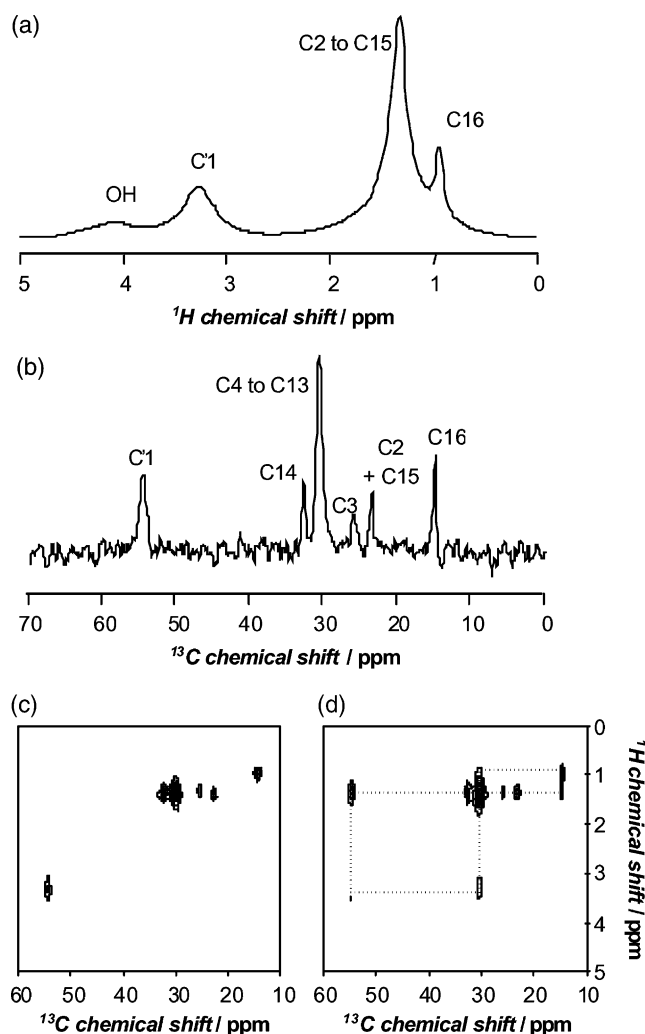 (a)
C2 to C15
C16
C'1
OH
5 4 3 2 1 0
¹H chemical shift / ppm
(b)
C4 to C13
C'1
C14
C3
C2
+ C15
C16
70 60 50 40 30 20 10 0
¹³C chemical shift / ppm
(c)
(d)
0
1
2
3
4
5
¹H chemical shift / ppm
60 50 40 30 20 10
60 50 40 30 20 10
¹³C chemical shift / ppm
¹³C chemical shift / ppm